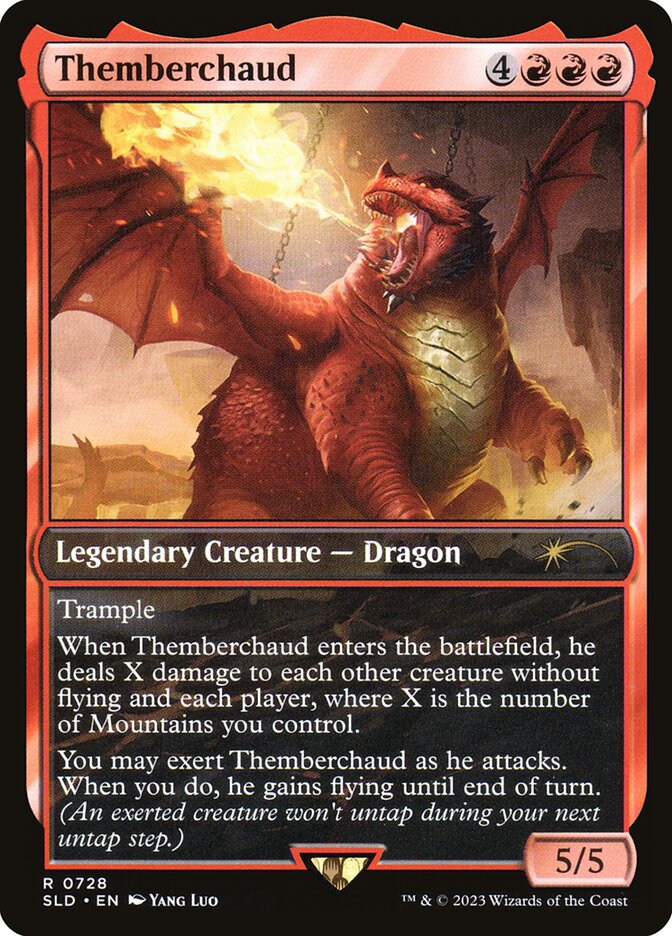 Themberchaud 4
Legendary Creature — Dragon
Trample
When Themberchaud enters the battlefield, he
deals X damage to each other creature without
flying and each player, where X is the number
of Mountains you control.
You may exert Themberchaud as he attacks.
When you do, he gains flying until end of turn.
(An exerted creature won't untap during your next
untap step.)
5/5
R 0728
SLD • EN Yang Luo
™ & © 2023 Wizards of the Coast